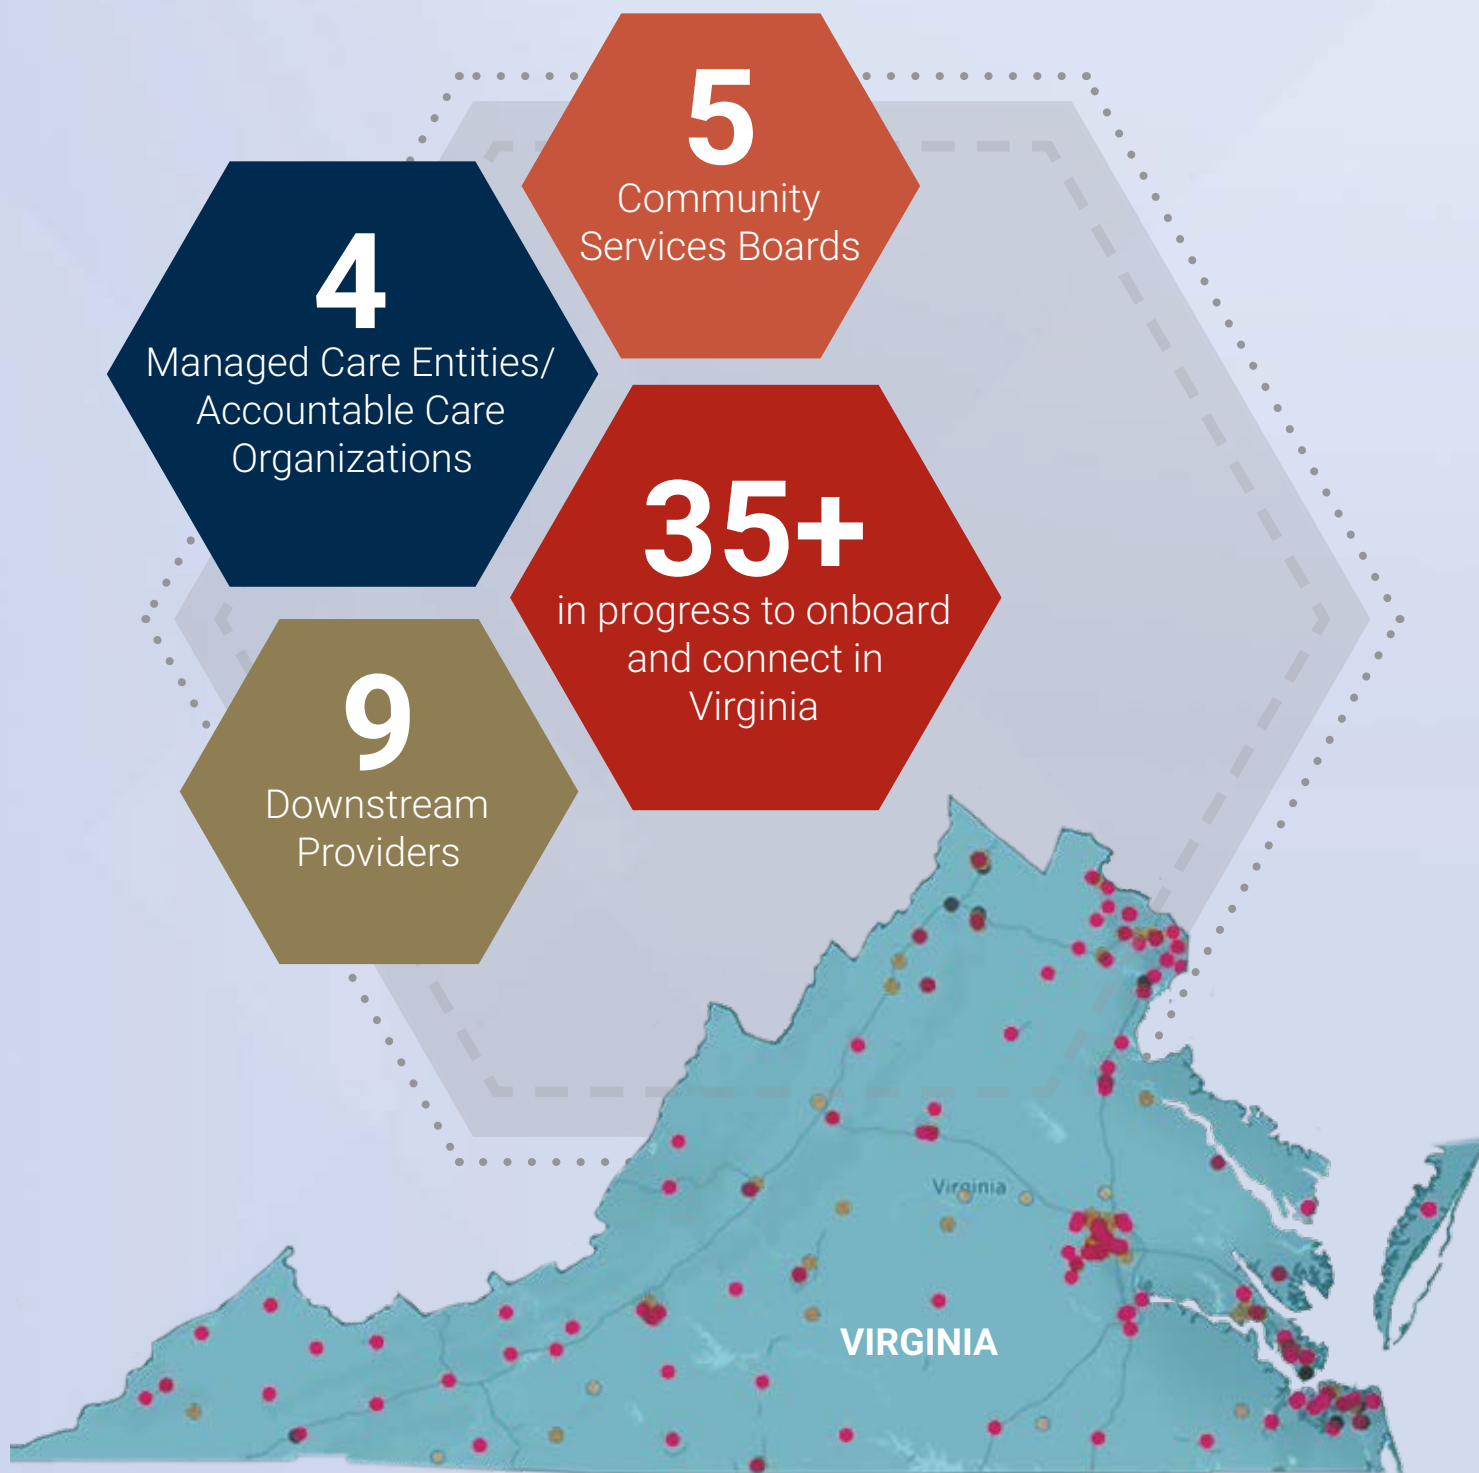 5
Community
Services Boards
4
Managed Care Entities/
Accountable Care
Organizations
35+
in progress to onboard
and connect in
Virginia
9
Downstream
Providers
Virginia
VIRGINIA